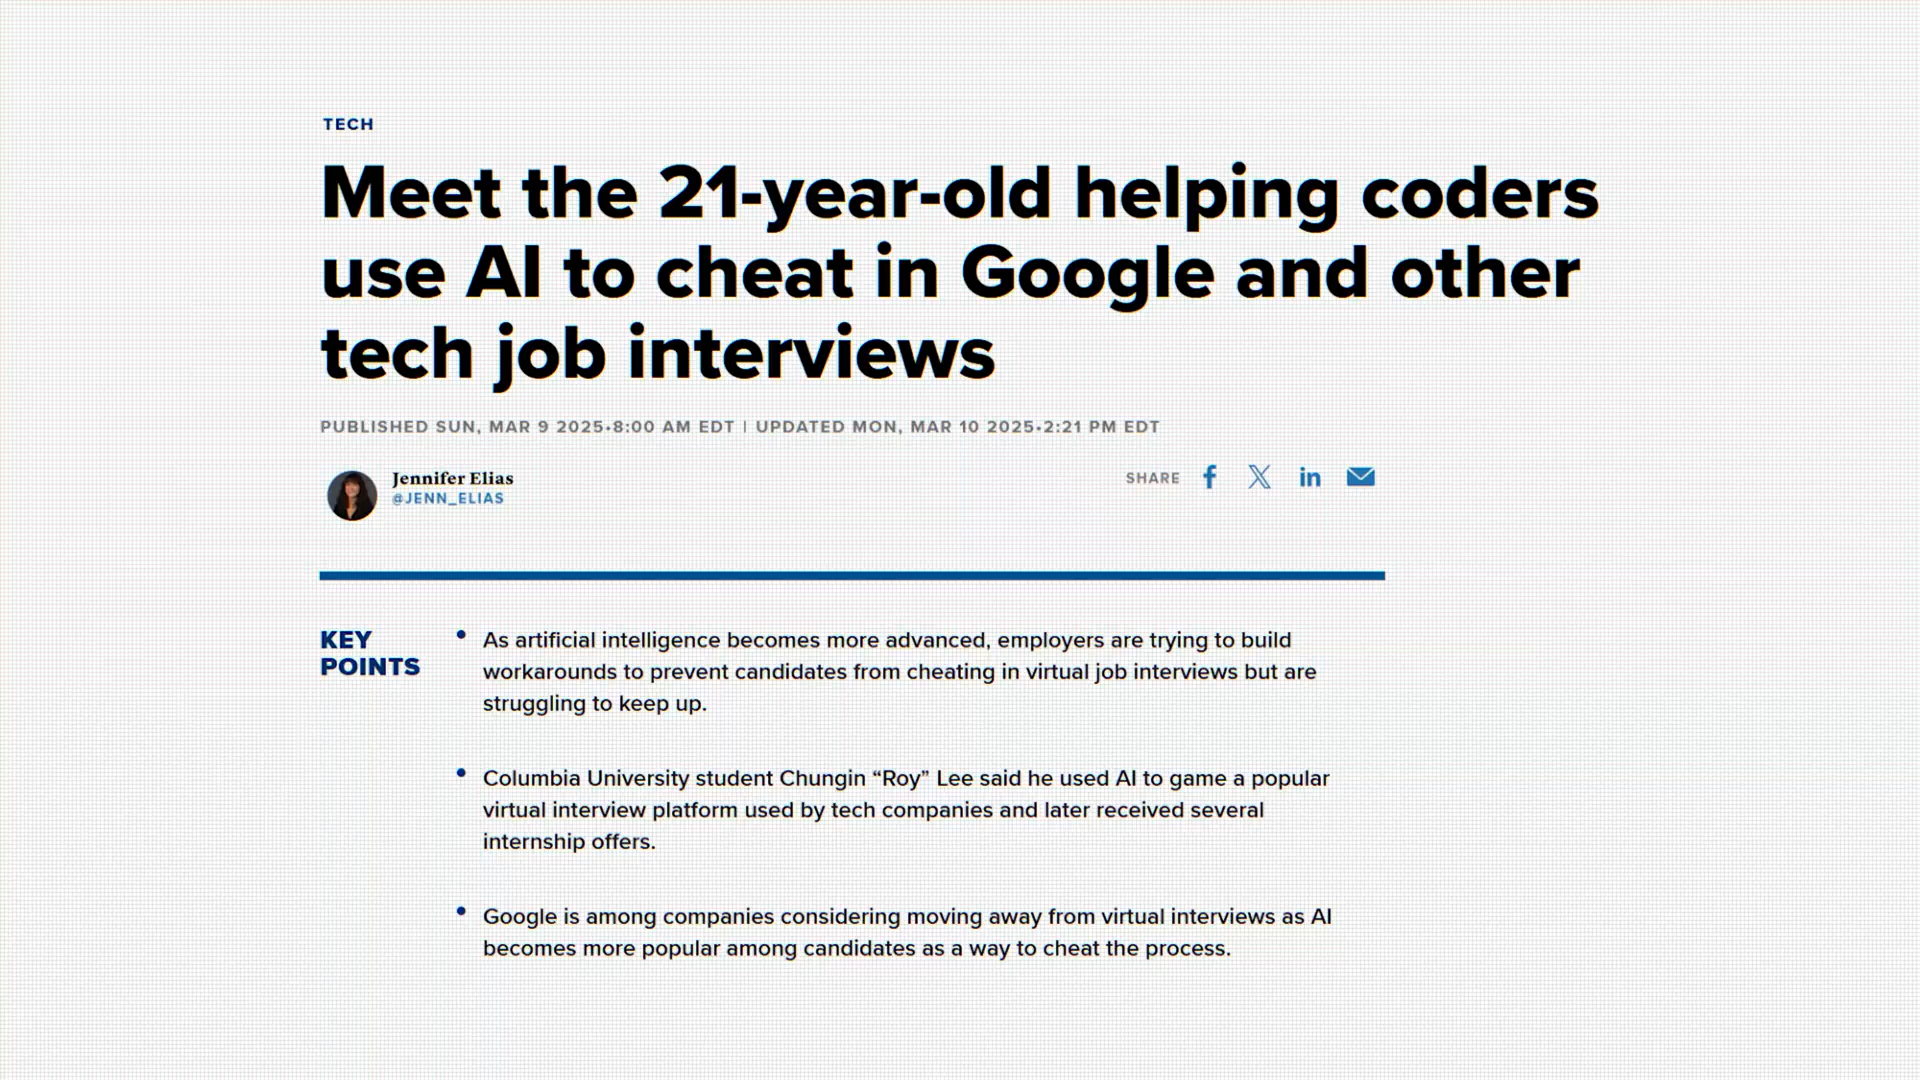 TECH
Meet the 21-year-old helping coders
use AI to cheat in Google and other
tech job interviews
PUBLISHED SUN, MAR 9 2025•8:00 AM EDT | UPDATED MON, MAR 10 2025•2:21 PM EDT
Jennifer Elias
@JENN_ELIAS
SHARE
KEY
POINTS
• As artificial intelligence becomes more advanced, employers are trying to build
workarounds to prevent candidates from cheating in virtual job interviews but are
struggling to keep up.
• Columbia University student Chungin “Roy” Lee said he used AI to game a popular
virtual interview platform used by tech companies and later received several
internship offers.
• Google is among companies considering moving away from virtual interviews as AI
becomes more popular among candidates as a way to cheat the process.